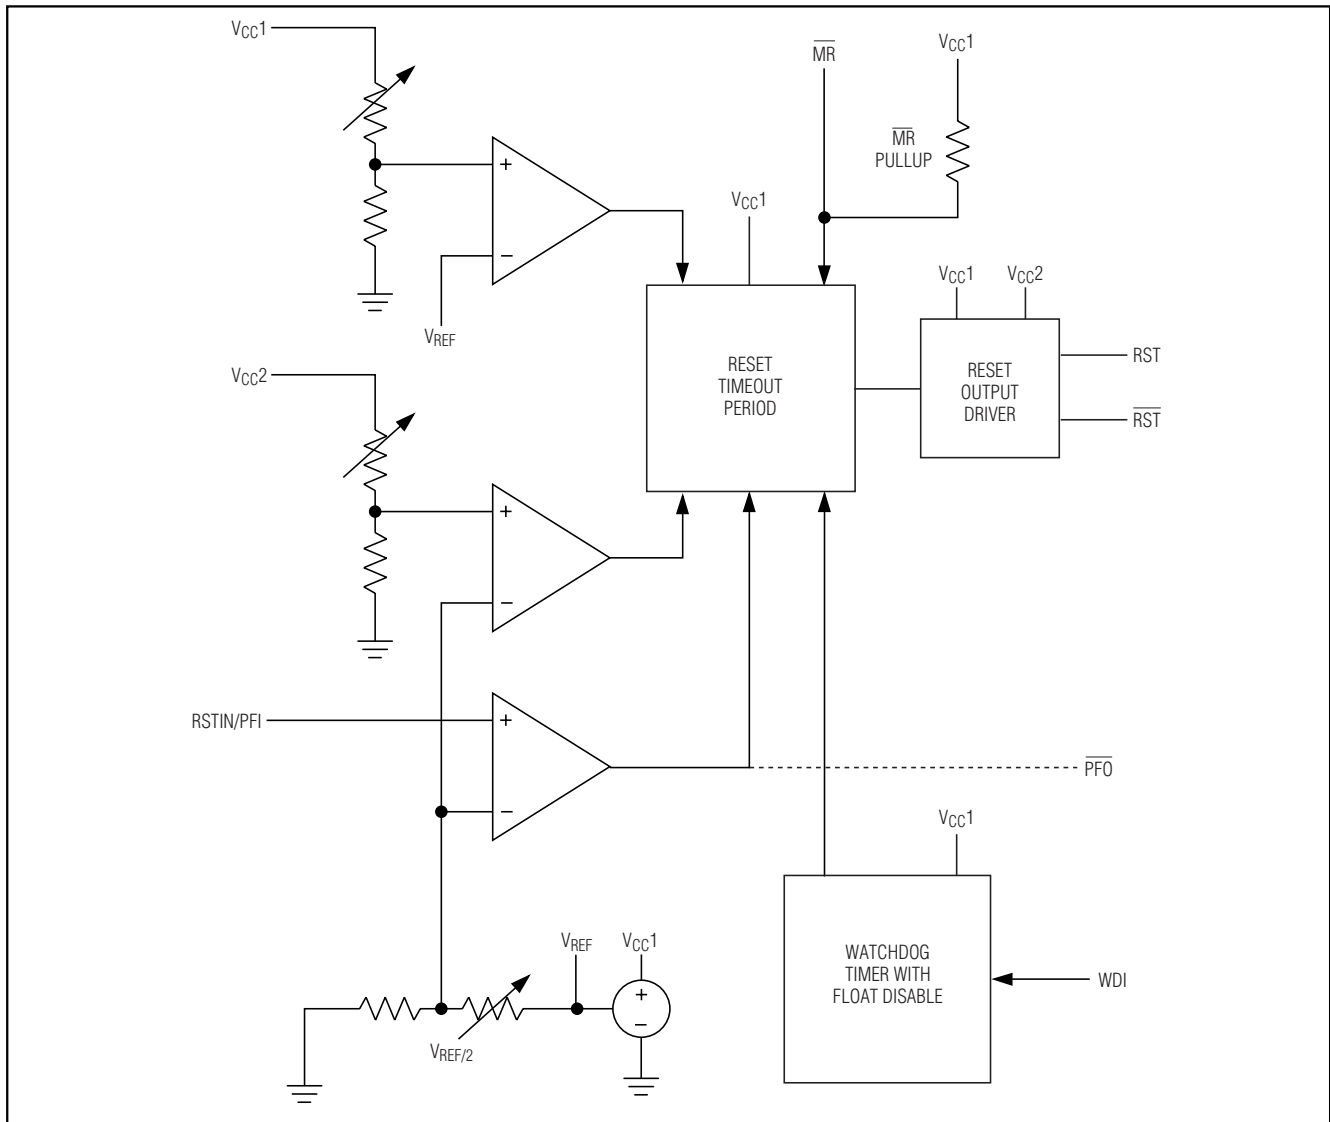 VCC1
MR
VCC1
MR
PULLUP
+
−
VREF
VCC1
VCC1
VCC2
RESET
TIMEOUT
PERIOD
RESET
OUTPUT
DRIVER
RST
RST
VCC2
+
−
RSTIN/PFI
+
−
PFO
VCC1
WATCHDOG
TIMER WITH
FLOAT DISABLE
WDI
VREF
VCC1
+
−
VREF/2